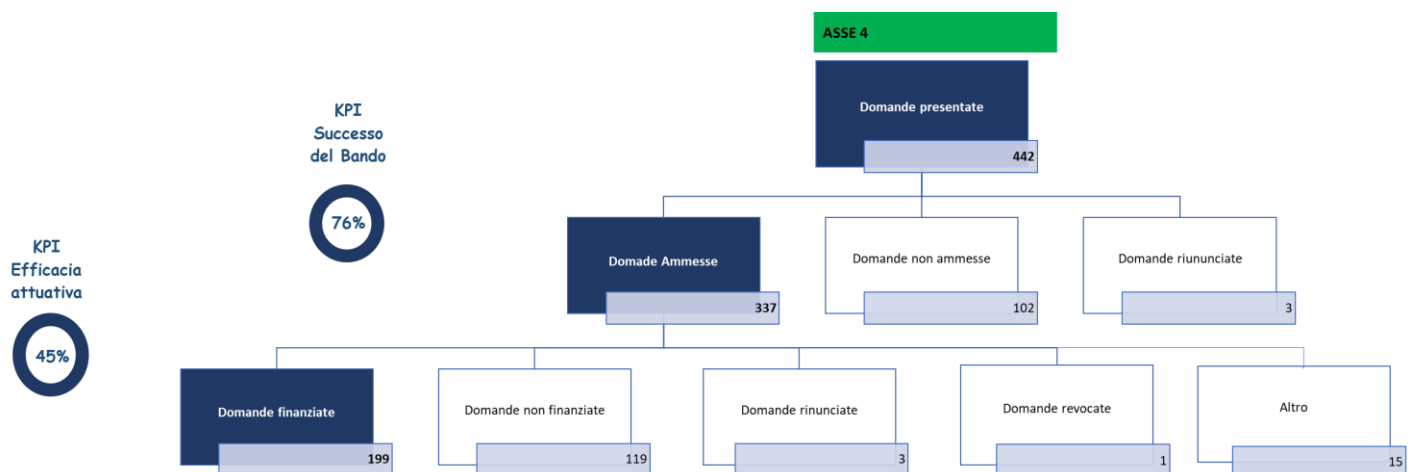 ASSE 4
Domande presentate
442
KPI
Successo
del Bando
76%
Domade Ammesse
337
Domande non ammesse
102
Domande riununciate
3
KPI
Efficacia
attuativa
45%
Domande finanziate
199
Domande non finanziate
119
Domande rinunciate
3
Domande revocate
1
Altro
15